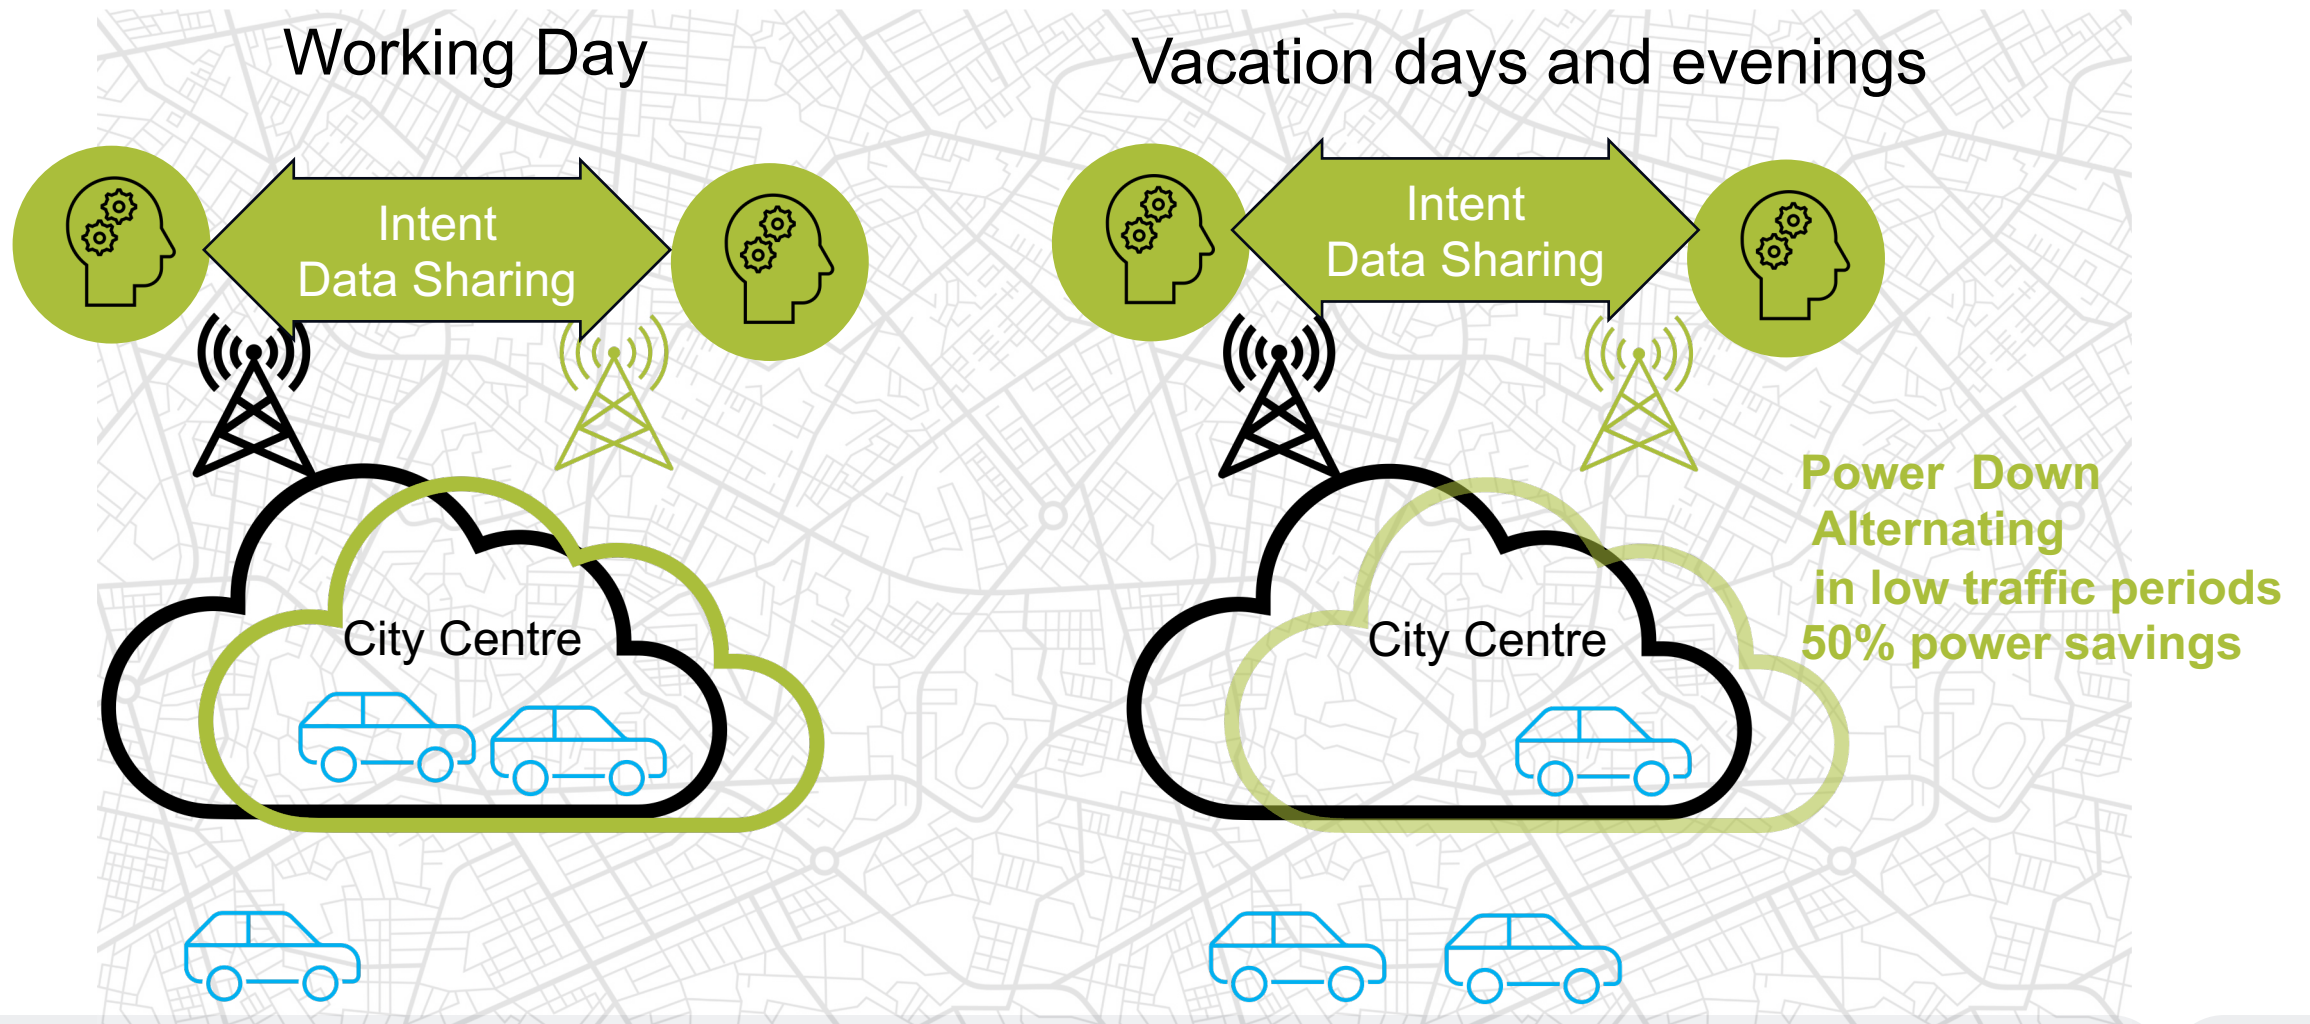 Working Day
Vacation days and evenings
Intent
Data Sharing
Intent
Data Sharing
City Centre
City Centre
Power Down
Alternating
in low traffic periods
50% power savings